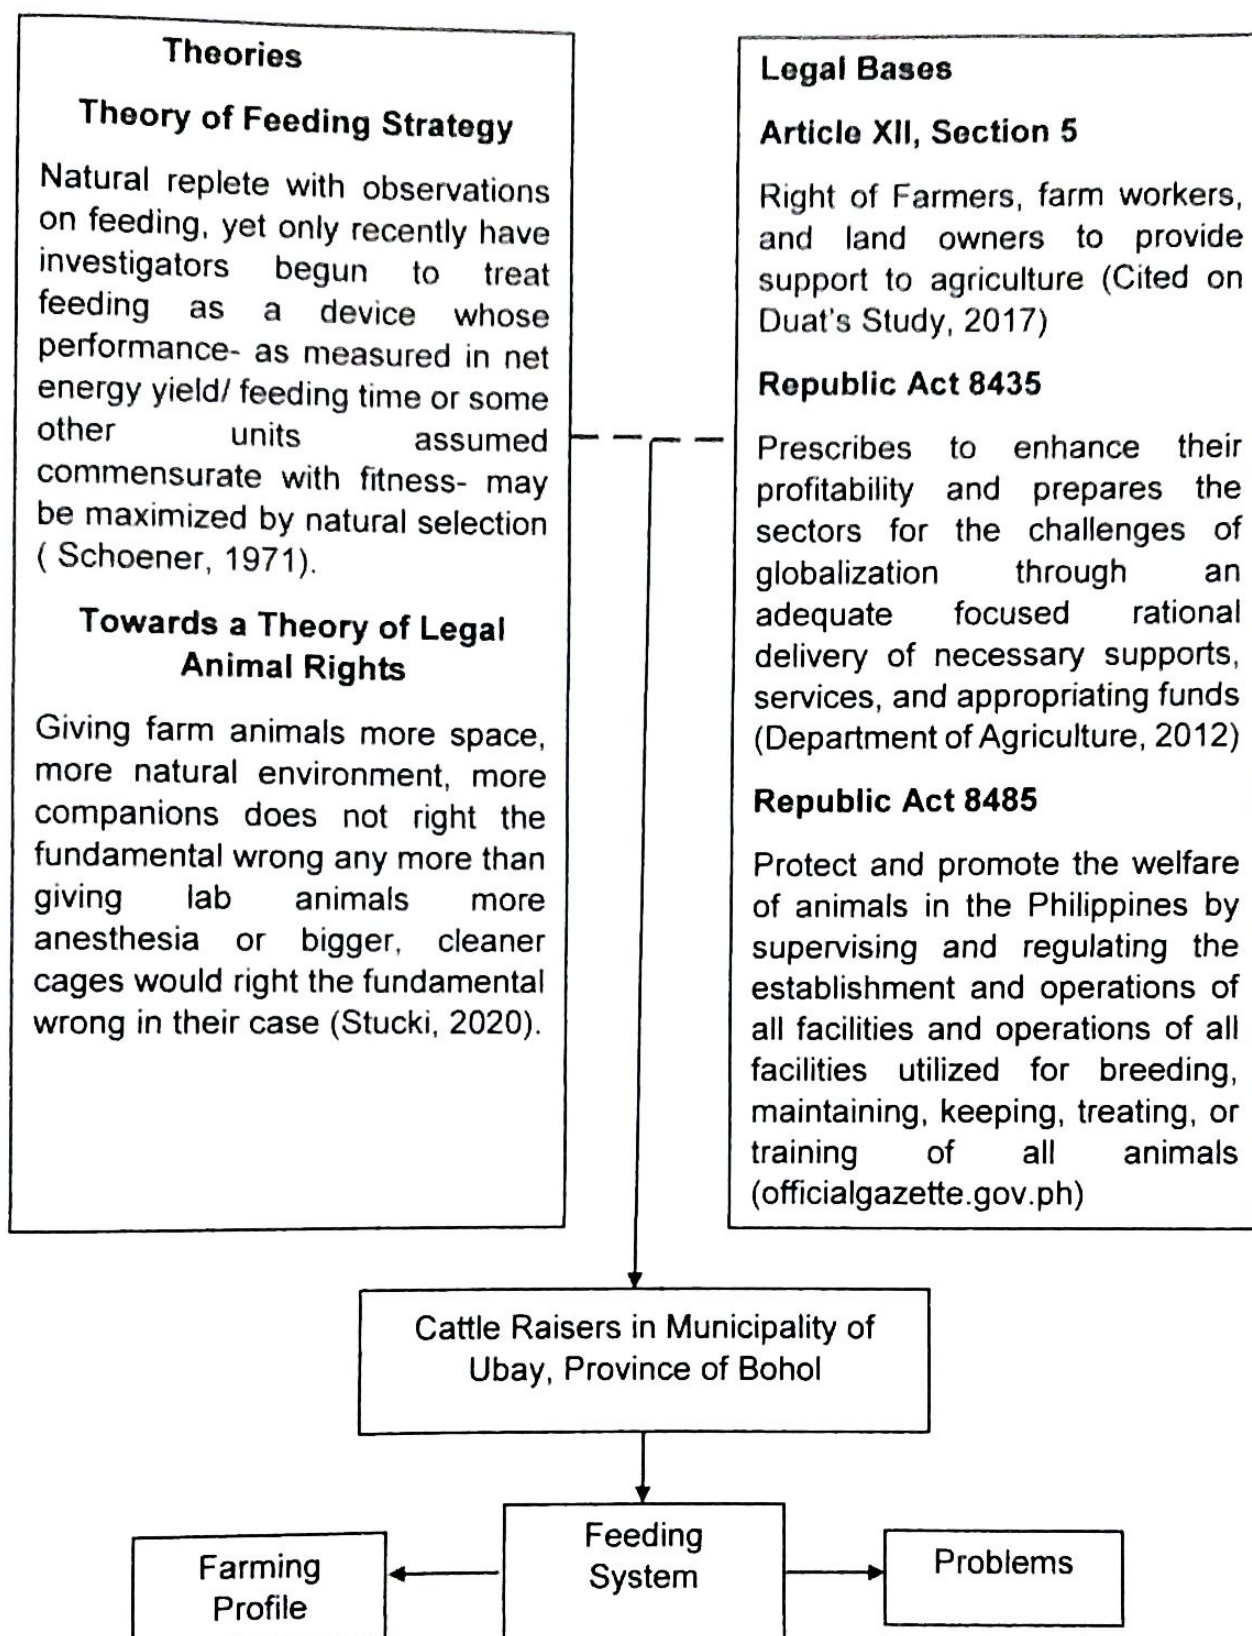 Theories
Theory of Feeding Strategy
Natural replete with observations
on feeding, yet only recently have
investigators begun to treat
feeding as a device whose
performance- as measured in net
energy yield/ feeding time or some
other units assumed
commensurate with fitness- may
be maximized by natural selection
( Schoener, 1971).
Towards a Theory of Legal
Animal Rights
Giving farm animals more space,
more natural environment, more
companions does not right the
fundamental wrong any more than
giving lab animals more
anesthesia or bigger, cleaner
cages would right the fundamental
wrong in their case (Stucki, 2020).
Legal Bases
Article XII, Section 5
Right of Farmers, farm workers,
and land owners to provide
support to agriculture (Cited on
Duat's Study, 2017)
Republic Act 8435
Prescribes to enhance their
profitability and prepares the
sectors for the challenges of
globalization through an
adequate focused rational
delivery of necessary supports,
services, and appropriating funds
(Department of Agriculture, 2012)
Republic Act 8485
Protect and promote the welfare
of animals in the Philippines by
supervising and regulating the
establishment and operations of
all facilities and operations of all
facilities utilized for breeding,
maintaining, keeping, treating, or
training of all animals
(officialgazette.gov.ph)
Cattle Raisers in Municipality of
Ubay, Province of Bohol
Farming
Profile
Feeding
System
Problems